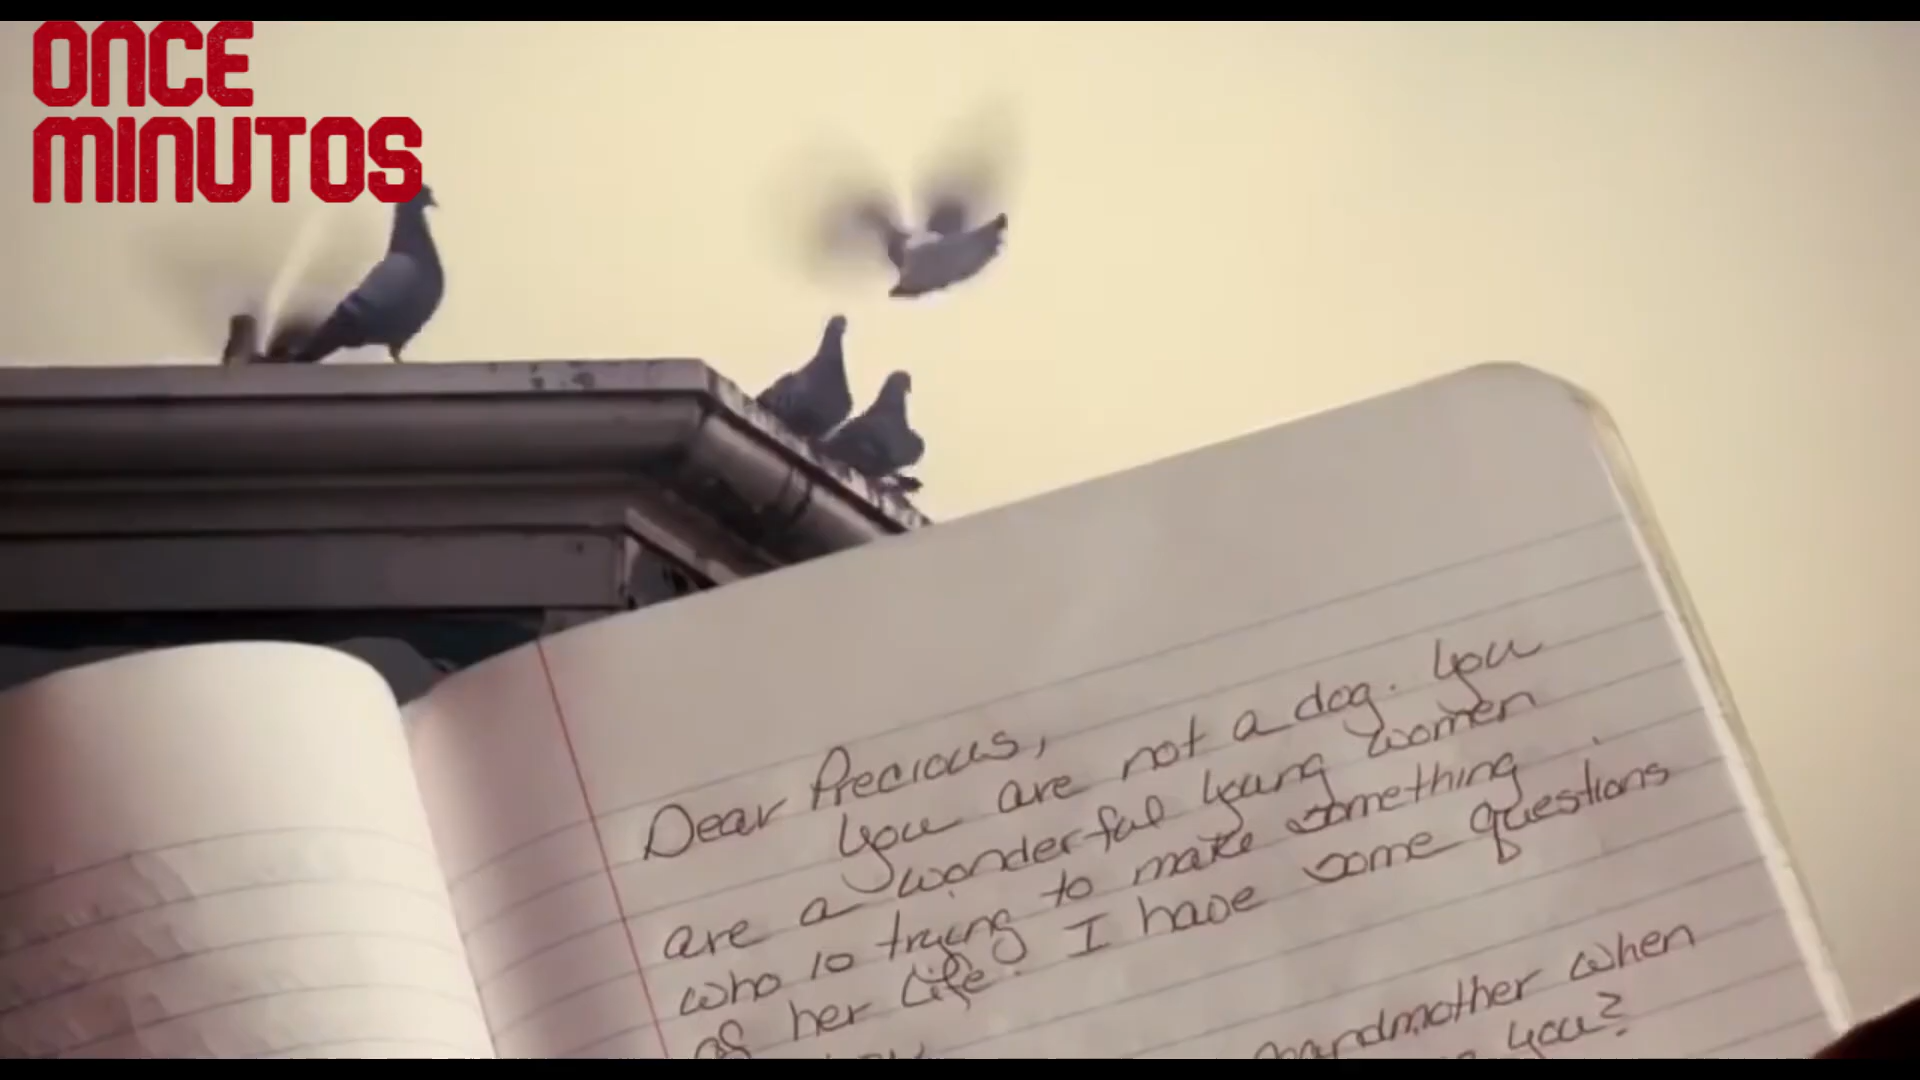 ONCE
MINUTOS
Dear Precious,
You are not a dog. You
are a wonderful young women
who is trying to make something
of her life. I have some questions
grandmother when
you?